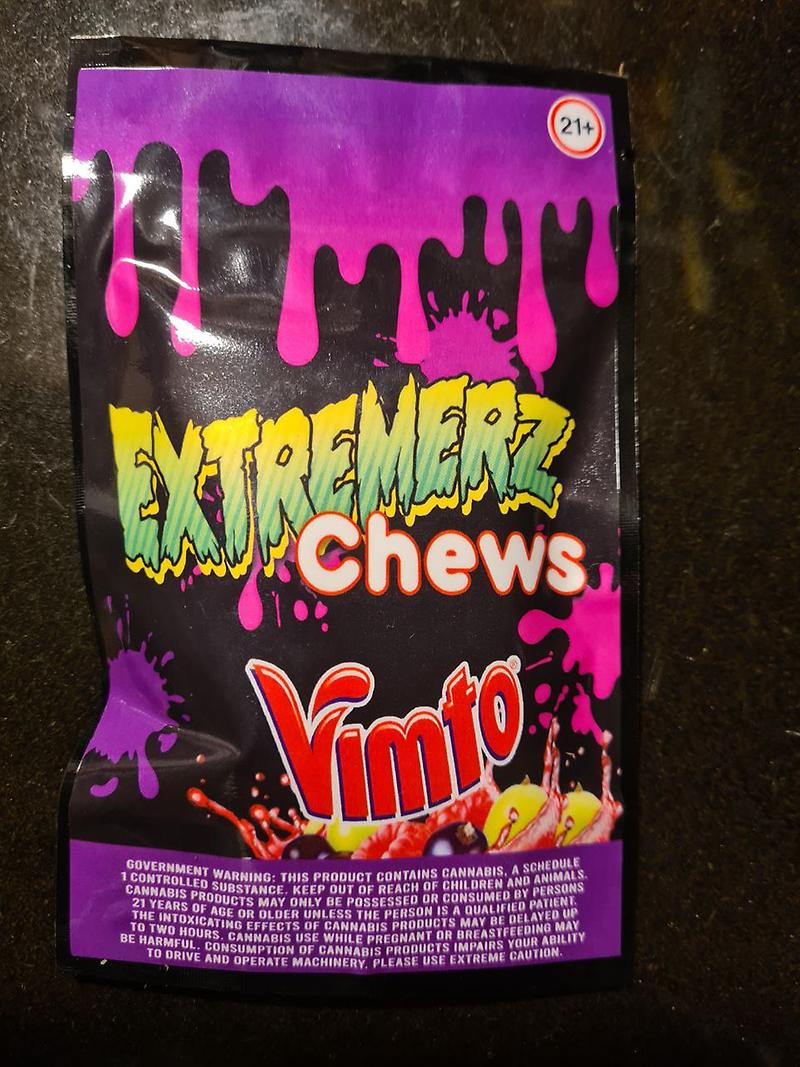 21+
EXTREMERZ
Chews
Vimto®
GOVERNMENT WARNING: THIS PRODUCT CONTAINS CANNABIS, A SCHEDULE
1 CONTROLLED SUBSTANCE. KEEP OUT OF REACH OF CHILDREN AND ANIMALS.
CANNABIS PRODUCTS MAY ONLY BE POSSESSED OR CONSUMED BY PERSONS
21 YEARS OF AGE OR OLDER UNLESS THE PERSON IS A QUALIFIED PATIENT.
THE INTOXICATING EFFECTS OF CANNABIS PRODUCTS MAY BE DELAYED UP
TO TWO HOURS. CANNABIS USE WHILE PREGNANT OR BREASTFEEDING MAY
BE HARMFUL. CONSUMPTION OF CANNABIS PRODUCTS IMPAIRS YOUR ABILITY
TO DRIVE AND OPERATE MACHINERY. PLEASE USE EXTREME CAUTION.